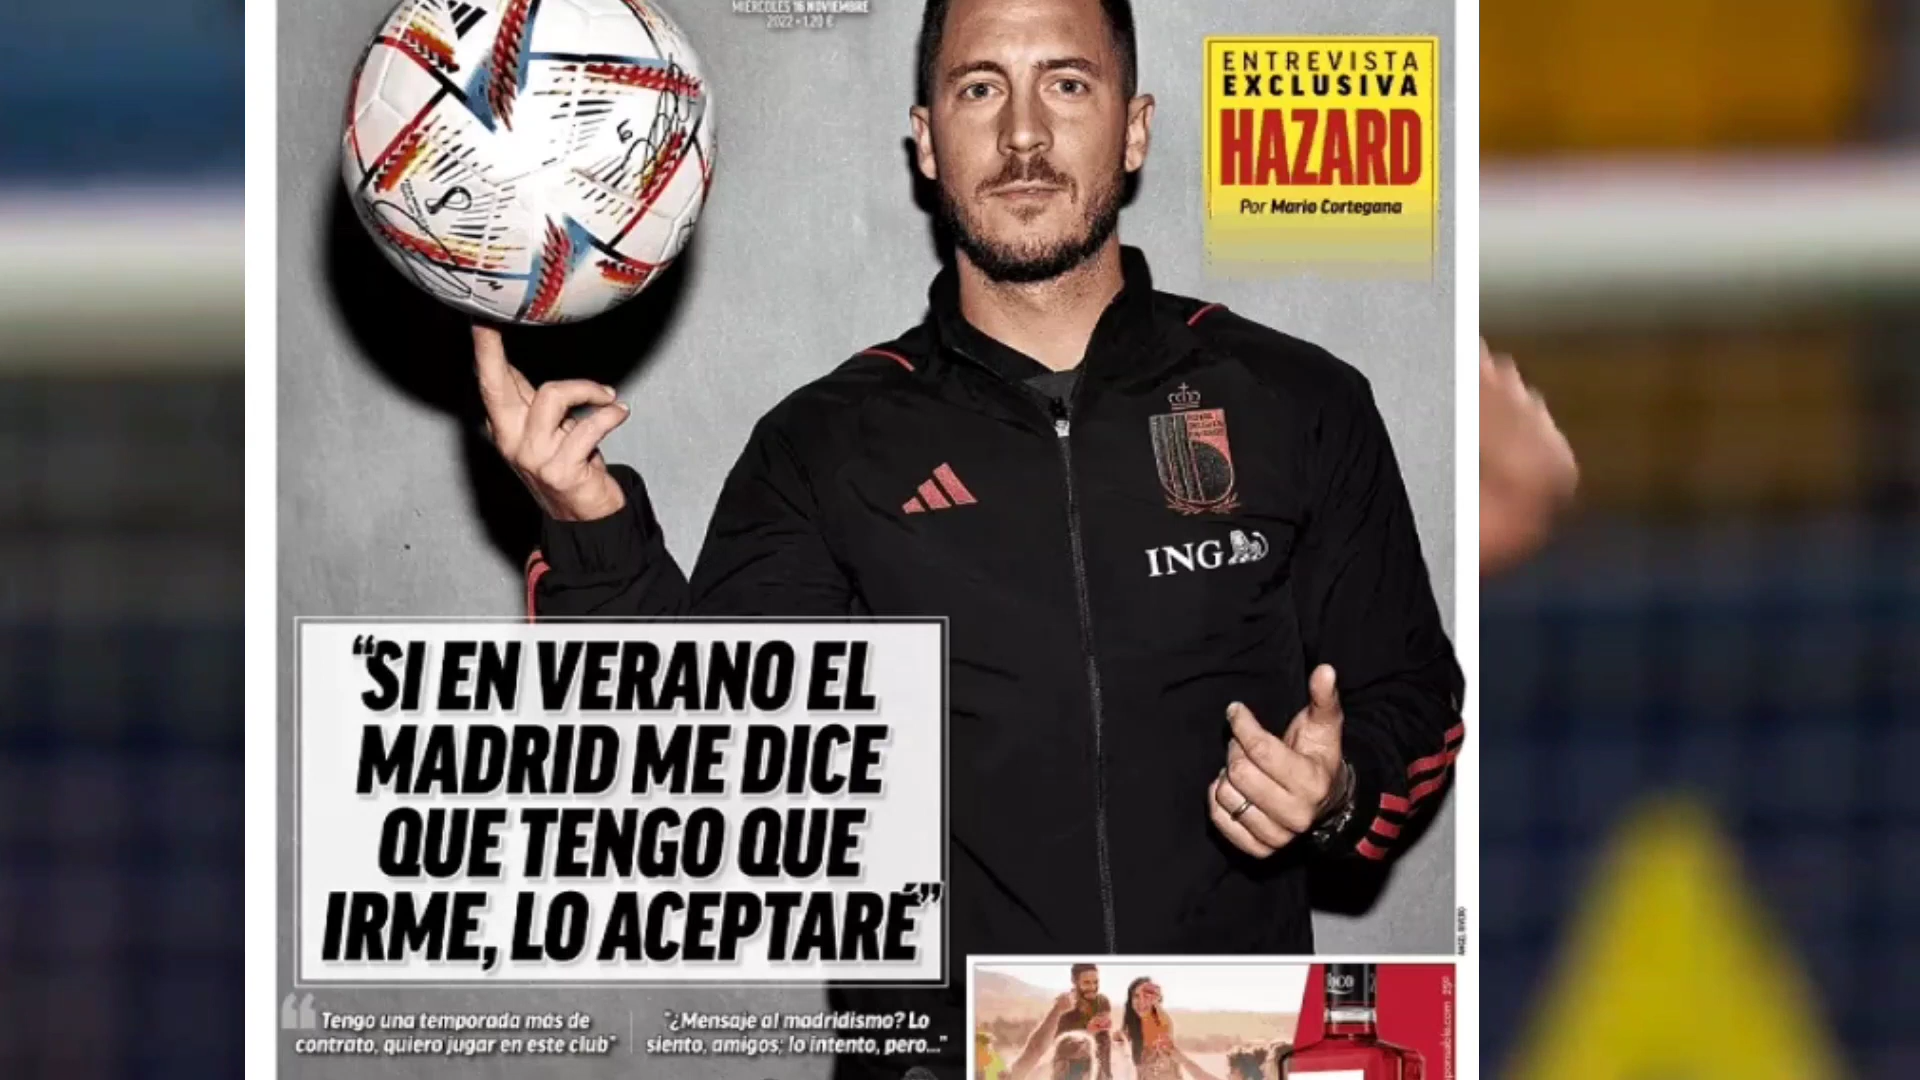 MIÉRCOLES 16 NOVIEMBRE
2022 • 1,20 €
ENTREVISTA
EXCLUSIVA
HAZARD
Por Mario Cortegana
ING
“SI EN VERANO EL
MADRID ME DICE
QUE TENGO QUE
IRME, LO ACEPTARÉ”
“Tengo una temporada más de
contrato, quiero jugar en este club”
“¿Mensaje al madridismo? Lo
siento, amigos; lo intento, pero...”